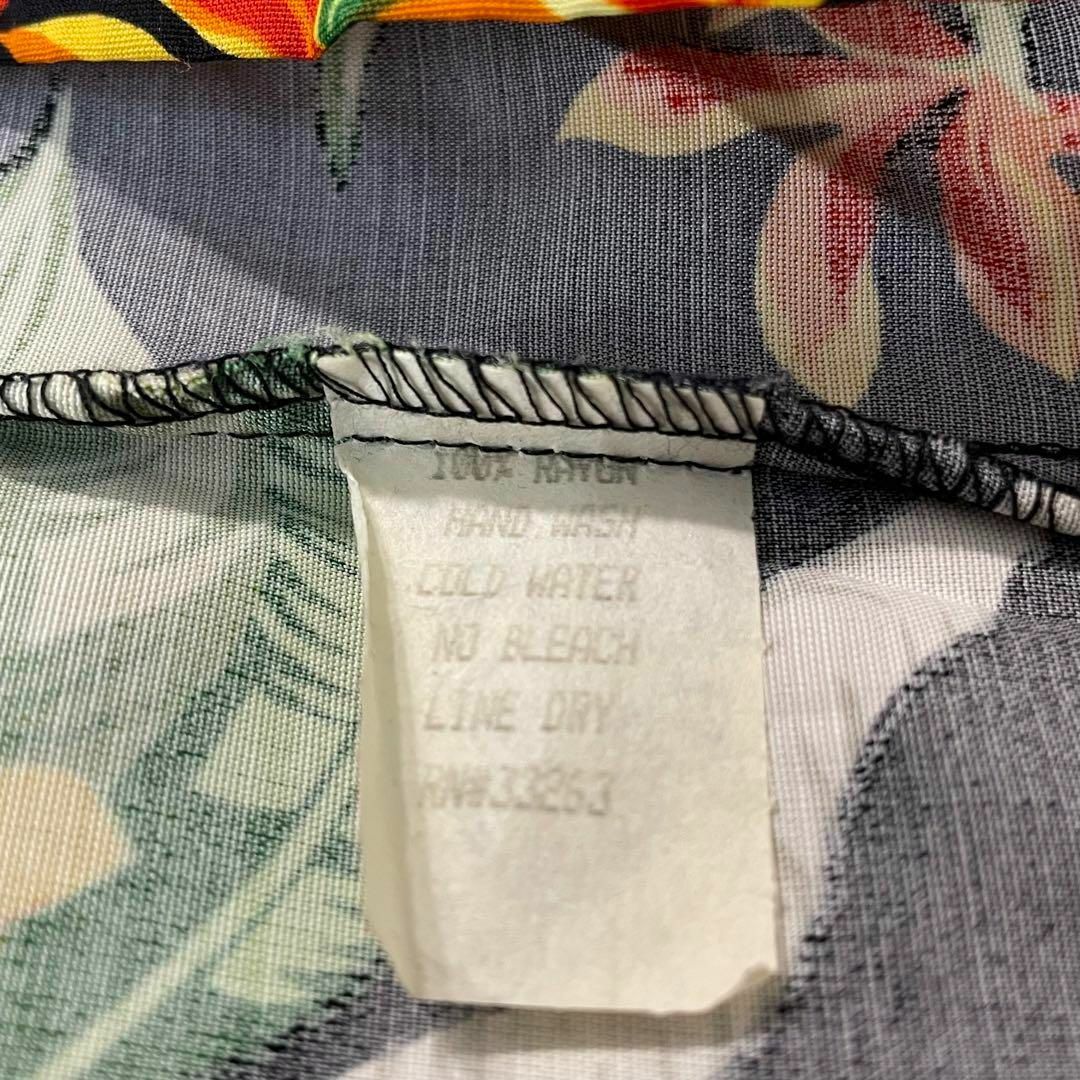 100% RAYON
HAND WASH
COLD WATER
NO BLEACH
LINE DRY
RN#33263